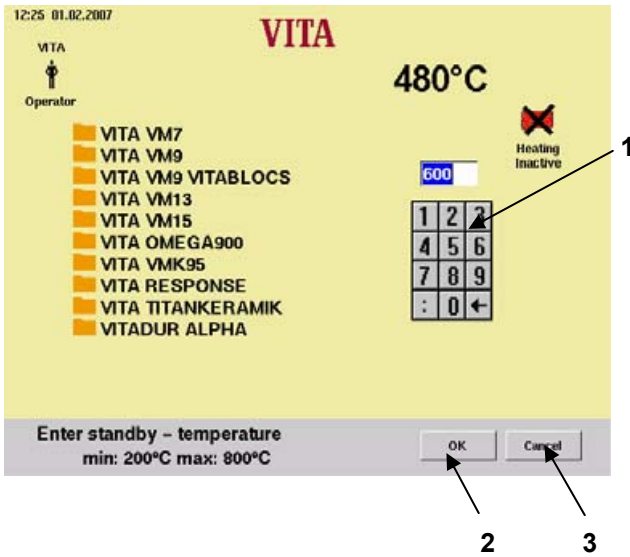 12:25 01.02.2007
VITA
VITA
480°C
Operator
Heating
Inactive
1
VITA VM7
VITA VM9
VITA VM9 VITABLOCS
VITA VM13
VITA VM15
VITA OMEGA900
VITA VMK95
VITA RESPONSE
VITA TITANKERAMIK
VITADUR ALPHA
600
1 2 3
4 5 6
7 8 9
: 0 ←
Enter standby – temperature
min: 200°C max: 800°C
OK
Cancel
2
3